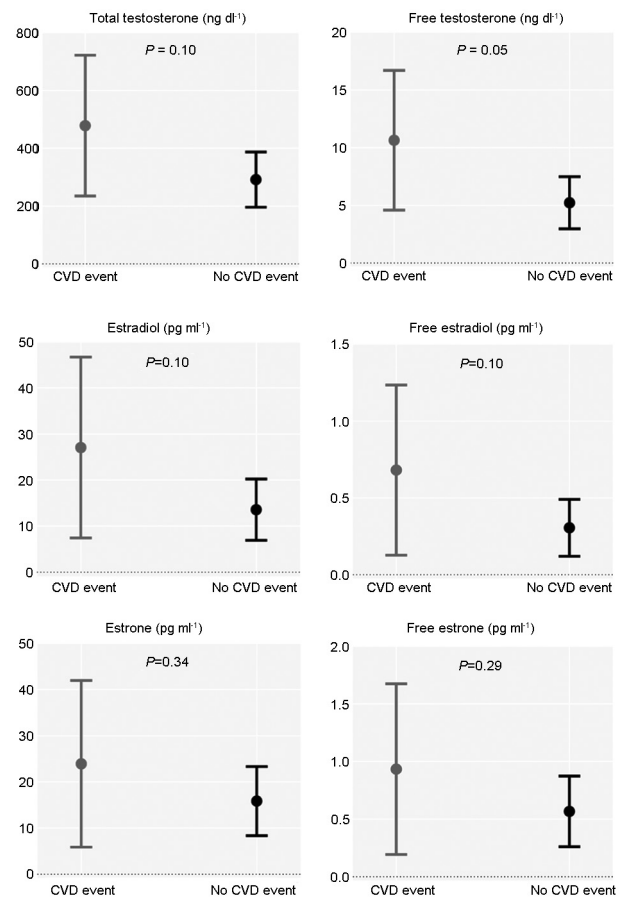 Total testosterone (ng dl⁻¹)
P = 0.10
800
600
400
200
0
CVD event No CVD event
Free testosterone (ng dl⁻¹)
P = 0.05
20
15
10
5
0
CVD event No CVD event
Estradiol (pg ml⁻¹)
P=0.10
50
40
30
20
10
0
CVD event No CVD event
Free estradiol (pg ml⁻¹)
P=0.10
1.5
1.0
0.5
0.0
CVD event No CVD event
Estrone (pg ml⁻¹)
P=0.34
50
40
30
20
10
0
CVD event No CVD event
Free estrone (pg ml⁻¹)
P=0.29
2.0
1.5
1.0
0.5
0.0
CVD event No CVD event